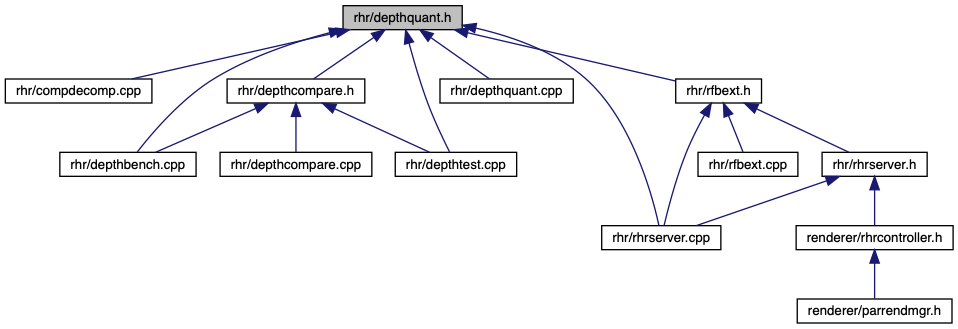 rhr/depthquant.h
rhr/compdecomp.cpp
rhr/depthcompare.h
rhr/depthquant.cpp
rhr/rfbext.h
rhr/depthbench.cpp
rhr/depthcompare.cpp
rhr/depthtest.cpp
rhr/rfbext.cpp
rhr/rhrserver.h
rhr/rhrserver.cpp
renderer/rhrcontroller.h
renderer/parrendmgr.h